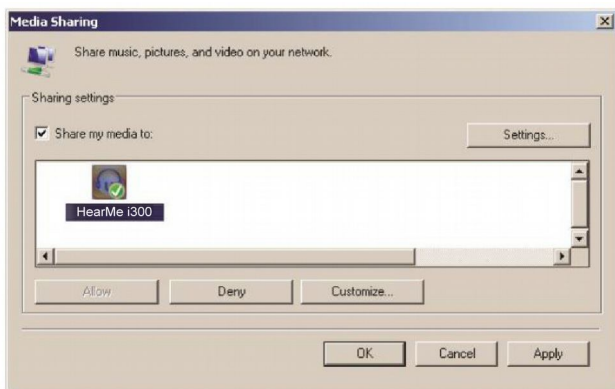 Media Sharing
Share music, pictures, and video on your network.
Sharing settings
Share my media to:
Settings...
HearMe i300
Allow
Deny
Customize...
OK
Cancel
Apply